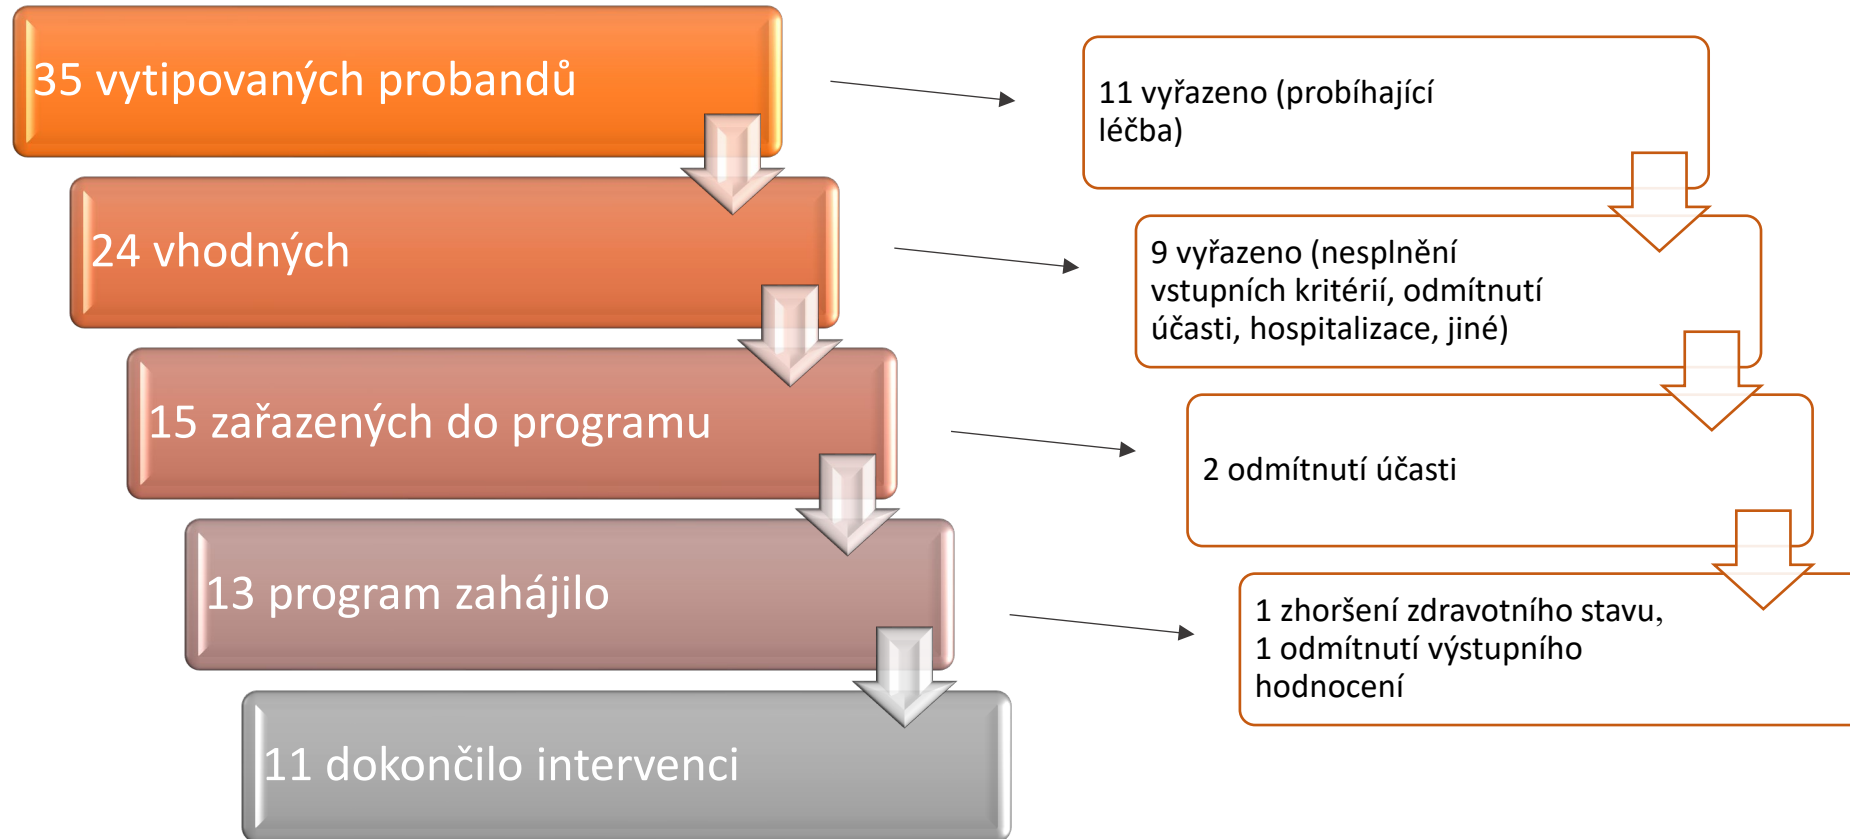 35 vytipovaných probandů
11 vyřazeno (probíhající
léčba)
24 vhodných
9 vyřazeno (nesplnění
vstupních kritérií, odmítnutí
účasti, hospitalizace, jiné)
15 zařazených do programu
2 odmítnutí účasti
13 program zahájilo
1 zhoršení zdravotního stavu,
1 odmítnutí výstupního
hodnocení
11 dokončilo intervenci